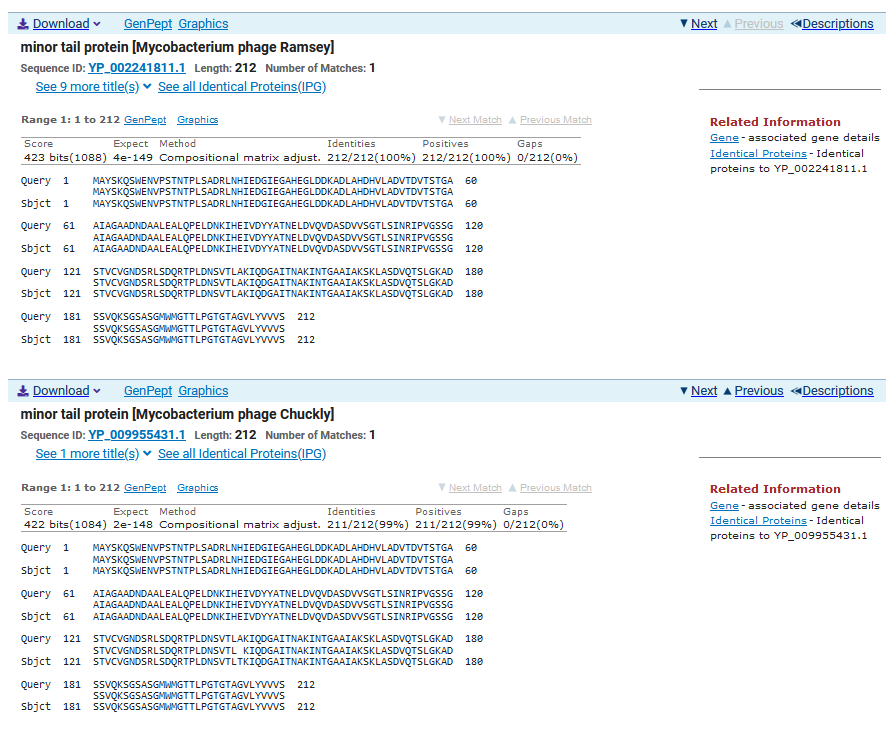 Download GenPept Graphics Next Previous Descriptions
minor tail protein [Mycobacterium phage Ramsey]
Sequence ID: YP_002241811.1 Length: 212 Number of Matches: 1
See 9 more title(s) See all Identical Proteins(IPG)
Range 1: 1 to 212 GenPept Graphics Next Match Previous Match
Score Expect Method Identities Positives Gaps
423 bits(1088) 4e-149 Compositional matrix adjust. 212/212(100%) 212/212(100%) 0/212(0%)
Query 1 MAYSKQSWENVPSTNTPLSADRLNHIEDGIEGAHEGLDDKADLAHDHVLADVTDVTSTGA 60
MAYSKQSWENVPSTNTPLSADRLNHIEDGIEGAHEGLDDKADLAHDHVLADVTDVTSTGA
Sbjct 1 MAYSKQSWENVPSTNTPLSADRLNHIEDGIEGAHEGLDDKADLAHDHVLADVTDVTSTGA 60
Query 61 AIAGAADNDAALEALQPELDNKIHEIVDYYATNELDVQVDASDVVSGTLSINRIPVGSSG 120
AIAGAADNDAALEALQPELDNKIHEIVDYYATNELDVQVDASDVVSGTLSINRIPVGSSG
Sbjct 61 AIAGAADNDAALEALQPELDNKIHEIVDYYATNELDVQVDASDVVSGTLSINRIPVGSSG 120
Query 121 STVCVGNDSRLSDQRTPLDNSVTLAKIQDGAITNAKINTGAAIAKSKLASDVQTSLGKAD 180
STVCVGNDSRLSDQRTPLDNSVTLAKIQDGAITNAKINTGAAIAKSKLASDVQTSLGKAD
Sbjct 121 STVCVGNDSRLSDQRTPLDNSVTLAKIQDGAITNAKINTGAAIAKSKLASDVQTSLGKAD 180
Query 181 SSVQKSGSASGMWMGTTLPGTGTAGVLYVVVS 212
SSVQKSGSASGMWMGTTLPGTGTAGVLYVVVS
Sbjct 181 SSVQKSGSASGMWMGTTLPGTGTAGVLYVVVS 212
Related Information
Gene - associated gene details
Identical Proteins - Identical
proteins to YP_002241811.1
Download GenPept Graphics Next Previous Descriptions
minor tail protein [Mycobacterium phage Chuckly]
Sequence ID: YP_009955431.1 Length: 212 Number of Matches: 1
See 1 more title(s) See all Identical Proteins(IPG)
Range 1: 1 to 212 GenPept Graphics Next Match Previous Match
Score Expect Method Identities Positives Gaps
422 bits(1084) 2e-148 Compositional matrix adjust. 211/212(99%) 211/212(99%) 0/212(0%)
Query 1 MAYSKQSWENVPSTNTPLSADRLNHIEDGIEGAHEGLDDKADLAHDHVLADVTDVTSTGA 60
MAYSKQSWENVPSTNTPLSADRLNHIEDGIEGAHEGLDDKADLAHDHVLADVTDVTSTGA
Sbjct 1 MAYSKQSWENVPSTNTPLSADRLNHIEDGIEGAHEGLDDKADLAHDHVLADVTDVTSTGA 60
Query 61 AIAGAADNDAALEALQPELDNKIHEIVDYYATNELDVQVDASDVVSGTLSINRIPVGSSG 120
AIAGAADNDAALEALQPELDNKIHEIVDYYATNELDVQVDASDVVSGTLSINRIPVGSSG
Sbjct 61 AIAGAADNDAALEALQPELDNKIHEIVDYYATNELDVQVDASDVVSGTLSINRIPVGSSG 120
Query 121 STVCVGNDSRLSDQRTPLDNSVTLAKIQDGAITNAKINTGAAIAKSKLASDVQTSLGKAD 180
STVCVGNDSRLSDQRTPLDNSVTL KIQDGAITNAKINTGAAIAKSKLASDVQTSLGKAD
Sbjct 121 STVCVGNDSRLSDQRTPLDNSVTLTKIQDGAITNAKINTGAAIAKSKLASDVQTSLGKAD 180
Query 181 SSVQKSGSASGMWMGTTLPGTGTAGVLYVVVS 212
SSVQKSGSASGMWMGTTLPGTGTAGVLYVVVS
Sbjct 181 SSVQKSGSASGMWMGTTLPGTGTAGVLYVVVS 212
Related Information
Gene - associated gene details
Identical Proteins - Identical
proteins to YP_009955431.1